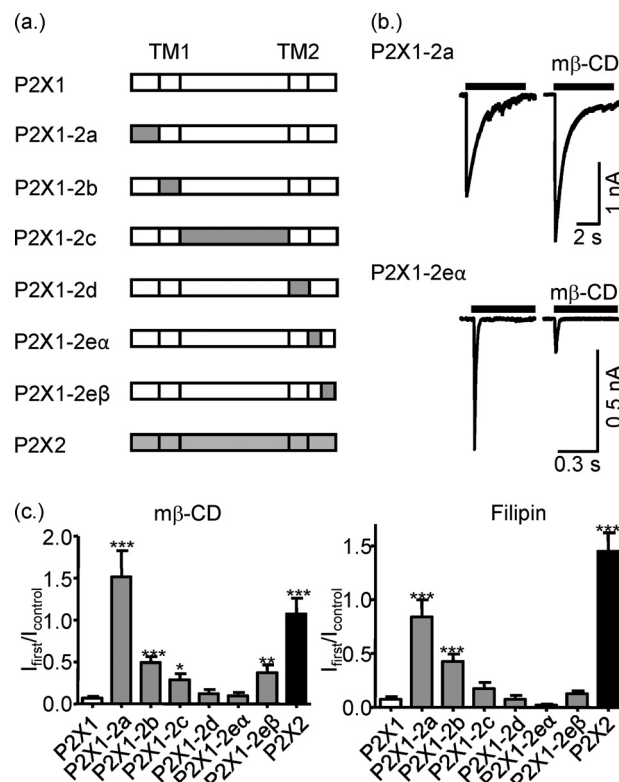 (a.)
TM1 TM2
P2X1
P2X1-2a
P2X1-2b
P2X1-2c
P2X1-2d
P2X1-2eα
P2X1-2eβ
P2X2
(b.)
P2X1-2a
mβ-CD
1 nA
2 s
P2X1-2eα
mβ-CD
0.5 nA
0.3 s
(c.)
mβ-CD
2.0
1.5
1.0
0.5
0.0
Ifirst/Icontrol
***
***
*
**
***
P2X1
P2X1-2a
P2X1-2b
P2X1-2c
P2X1-2d
P2X1-2eα
P2X1-2eβ
P2X2
Filipin
1.5
1.0
0.5
0.0
Ifirst/Icontrol
***
***
***
P2X1
P2X1-2a
P2X1-2b
P2X1-2c
P2X1-2d
P2X1-2eα
P2X1-2eβ
P2X2